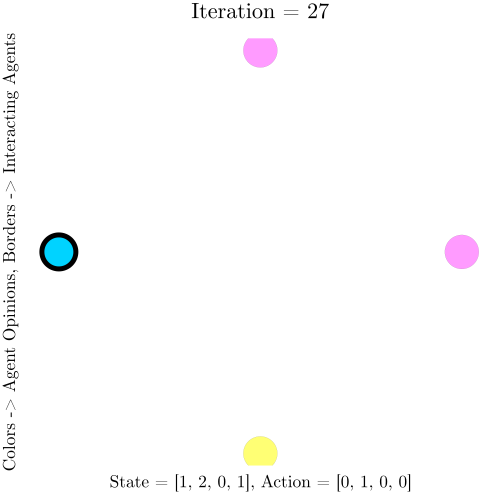 Iteration = 27
Colors -> Agent Opinions, Borders -> Interacting Agents
State = [1, 2, 0, 1], Action = [0, 1, 0, 0]